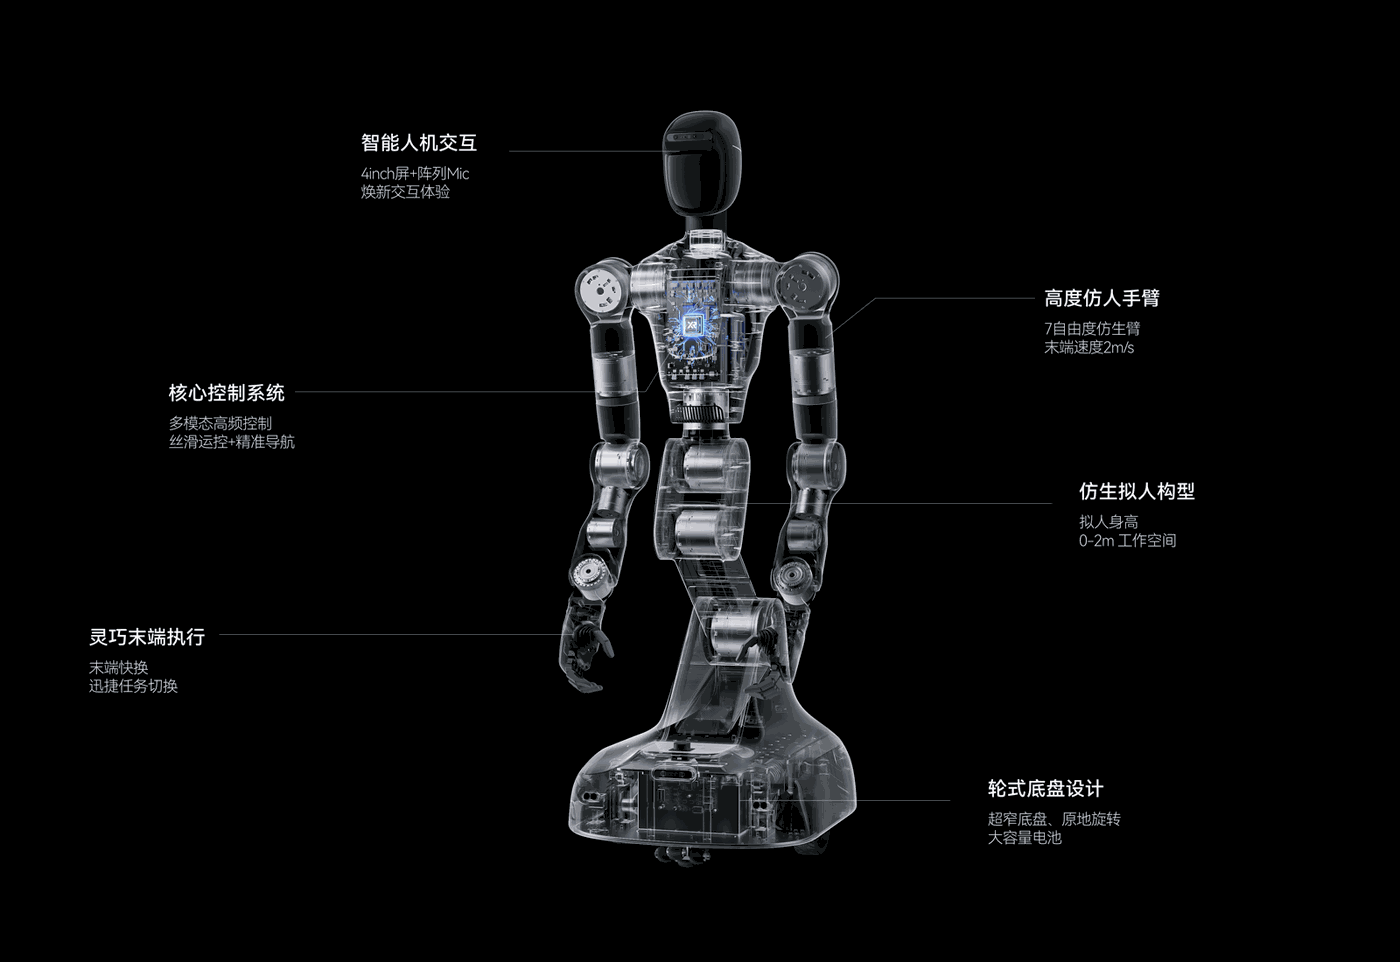 智能人机交互
4inch屏+阵列Mic
焕新交互体验
高度仿人手臂
7自由度仿生臂
末端速度2m/s
XR
核心控制系统
多模态高频控制
丝滑运控+精准导航
仿生拟人构型
拟人身高
0-2m 工作空间
灵巧末端执行
末端快换
迅捷任务切换
轮式底盘设计
超窄底盘、原地旋转
大容量电池